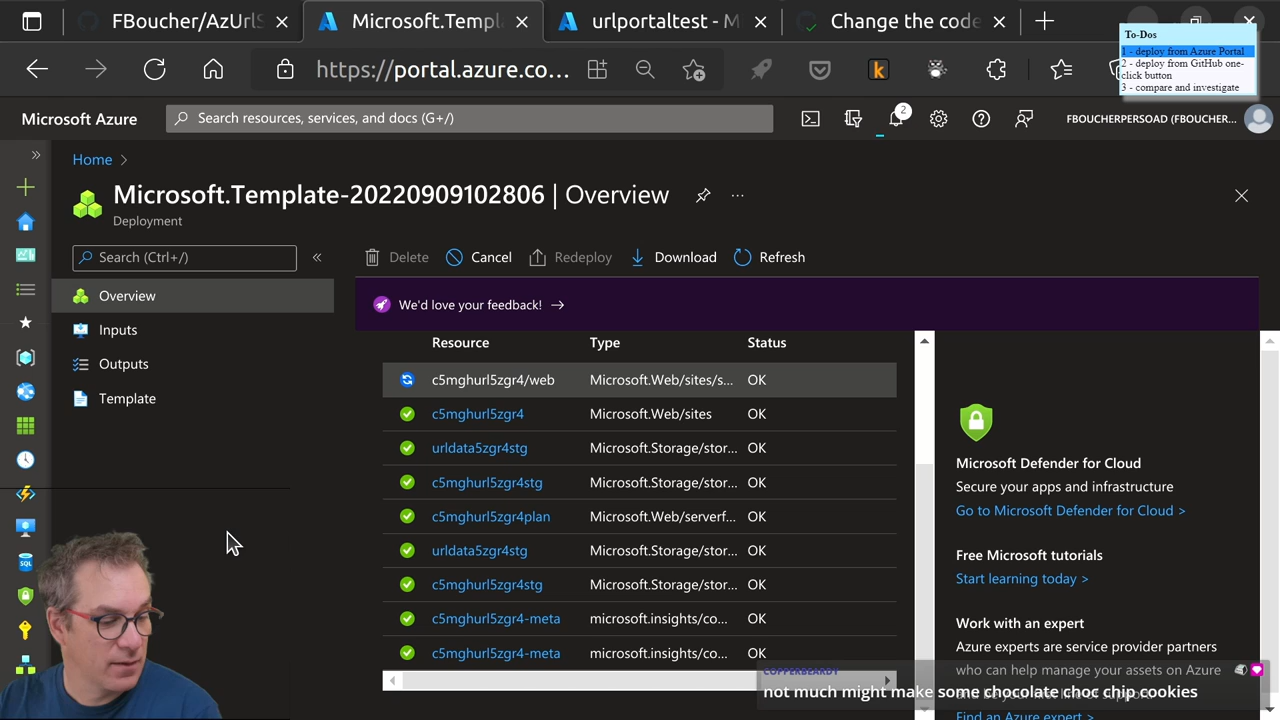 FBoucher/AzUrlS
Microsoft.Templ
urlportaltest - M
Change the code
To-Dos
1 - deploy from Azure Portal
2 - deploy from GitHub one-
click button
3 - compare and investigate
https://portal.azure.co...
Microsoft Azure
Search resources, services, and docs (G+/)
2
FBOUCHERPERSOAD (FBOUCHER...
Home
Microsoft.Template-20220909102806 | Overview
Deployment
Search (Ctrl+/)
Delete
Cancel
Redeploy
Download
Refresh
Overview
Inputs
Outputs
Template
We'd love your feedback!
Resource Type Status
c5mghurl5zgr4/web Microsoft.Web/sites/s... OK
c5mghurl5zgr4 Microsoft.Web/sites OK
urldata5zgr4stg Microsoft.Storage/stor... OK
c5mghurl5zgr4stg Microsoft.Storage/stor... OK
c5mghurl5zgr4plan Microsoft.Web/serverf... OK
urldata5zgr4stg Microsoft.Storage/stor... OK
c5mghurl5zgr4stg Microsoft.Storage/stor... OK
c5mghurl5zgr4-meta microsoft.insights/co... OK
c5mghurl5zgr4-meta microsoft.insights/co... OK
Microsoft Defender for Cloud
Secure your apps and infrastructure
Go to Microsoft Defender for Cloud >
Free Microsoft tutorials
Start learning today >
Work with an expert
Azure experts are service provider partners
who can help manage your assets on Azure
Find an Azure expert >
SQL
COPPERBEARDY
not much might make some chocolate mor chip cookies